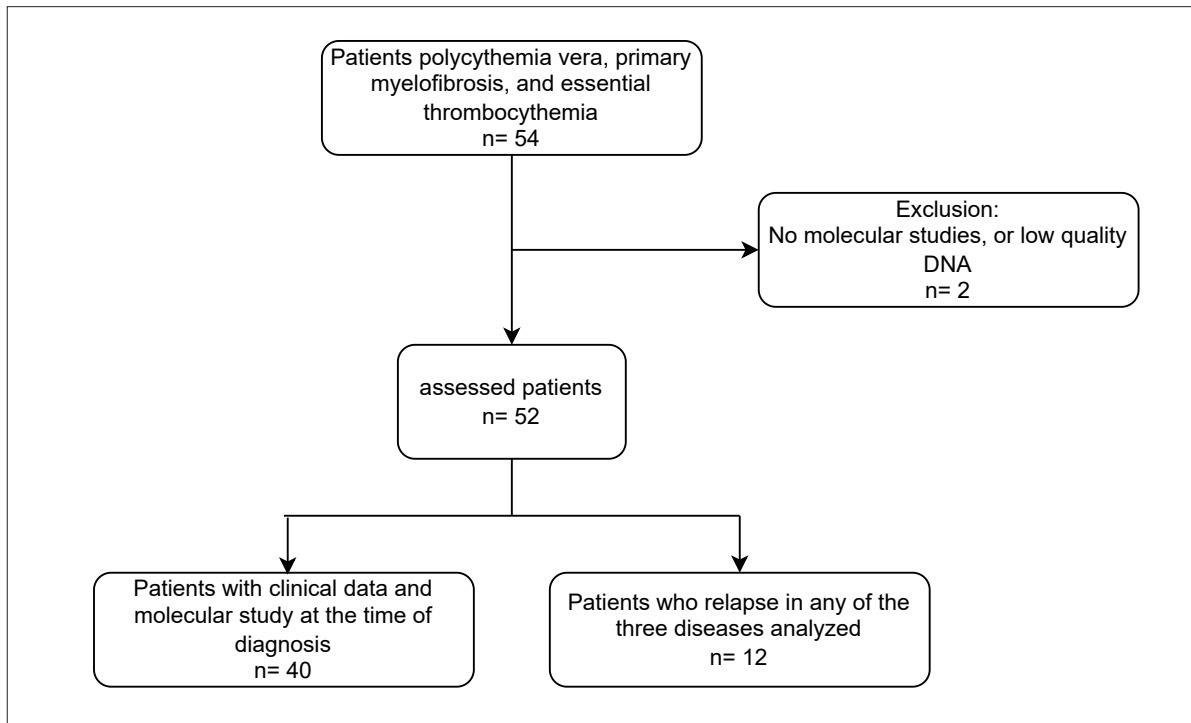 Patients polycythemia vera, primary
myelofibrosis, and essential
thrombocythemia
n= 54
Exclusion:
No molecular studies, or low quality
DNA
n= 2
assessed patients
n= 52
Patients with clinical data and
molecular study at the time of
diagnosis
n= 40
Patients who relapse in any of the
three diseases analyzed
n= 12